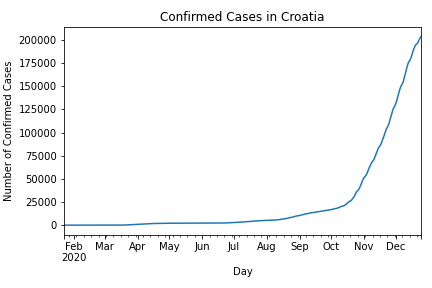 Confirmed Cases in Croatia
Number of Confirmed Cases
200000
175000
150000
125000
100000
75000
50000
25000
0
Feb Mar Apr May Jun Jul Aug Sep Oct Nov Dec
2020
Day